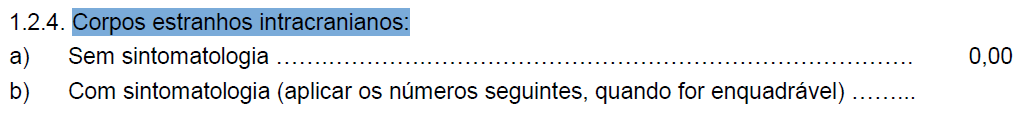 1.2.4. Corpos estranhos intracranianos:
a) Sem sintomatologia ……………………………………………………………………………… 0,00
b) Com sintomatologia (aplicar os números seguintes, quando for enquadrável) ………